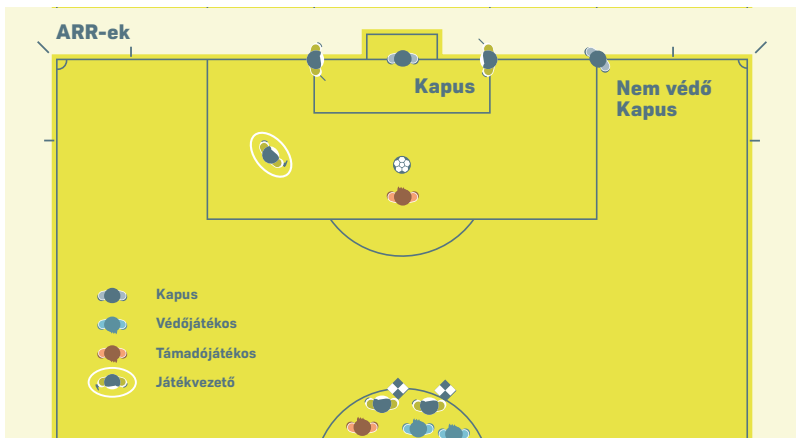 ARR-ek
Kapus
Nem védő
Kapus
Kapus
Védőjátékos
Támadójátékos
Játékvezető